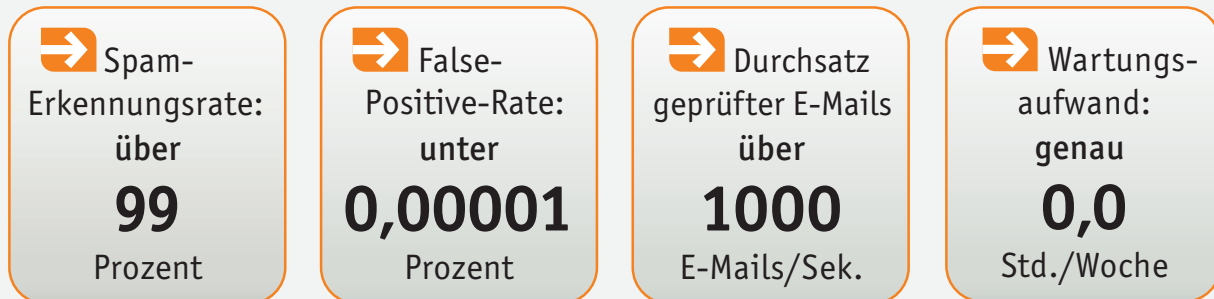 Spam-
Erkennungsrate:
über
99
Prozent
False-
Positive-Rate:
unter
0,00001
Prozent
Durchsatz
geprüfter E-Mails
über
1000
E-Mails/Sek.
Wartungs-
aufwand:
genau
0,0
Std./Woche